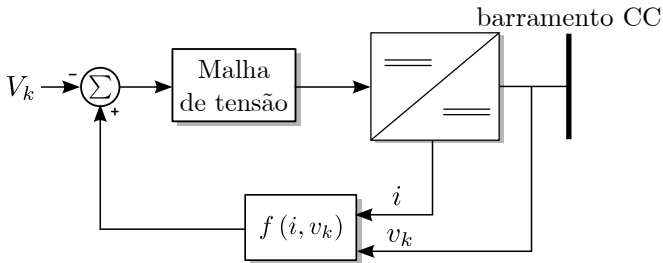 barramento CC
V_k
-
Σ
+
Malha
de tensão
i
v_k
f (i, v_k)